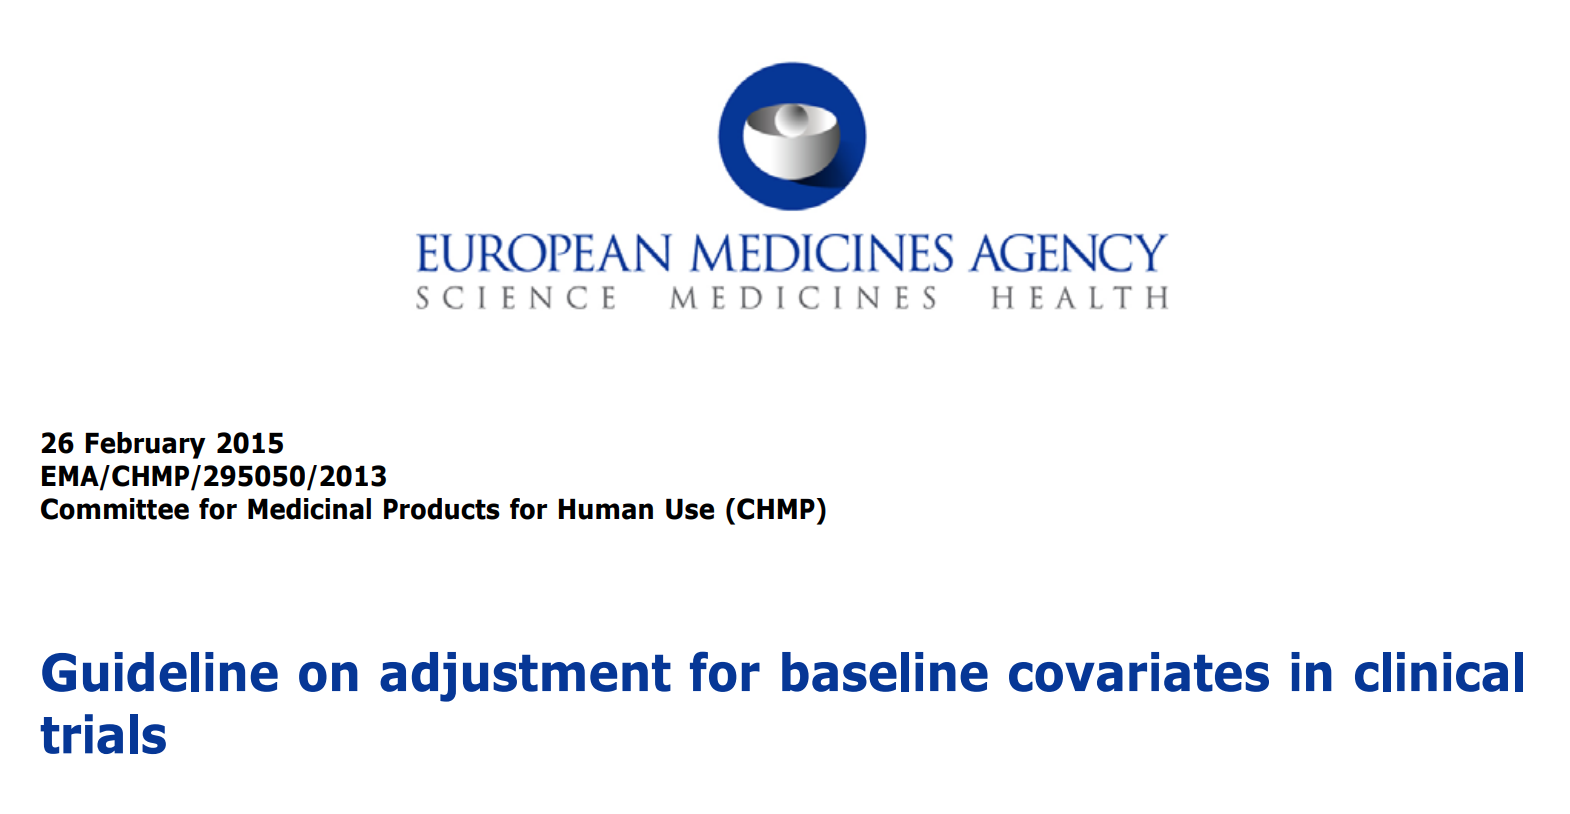 EUROPEAN MEDICINES AGENCY
SCIENCE MEDICINES HEALTH
26 February 2015
EMA/CHMP/295050/2013
Committee for Medicinal Products for Human Use (CHMP)
Guideline on adjustment for baseline covariates in clinical
trials